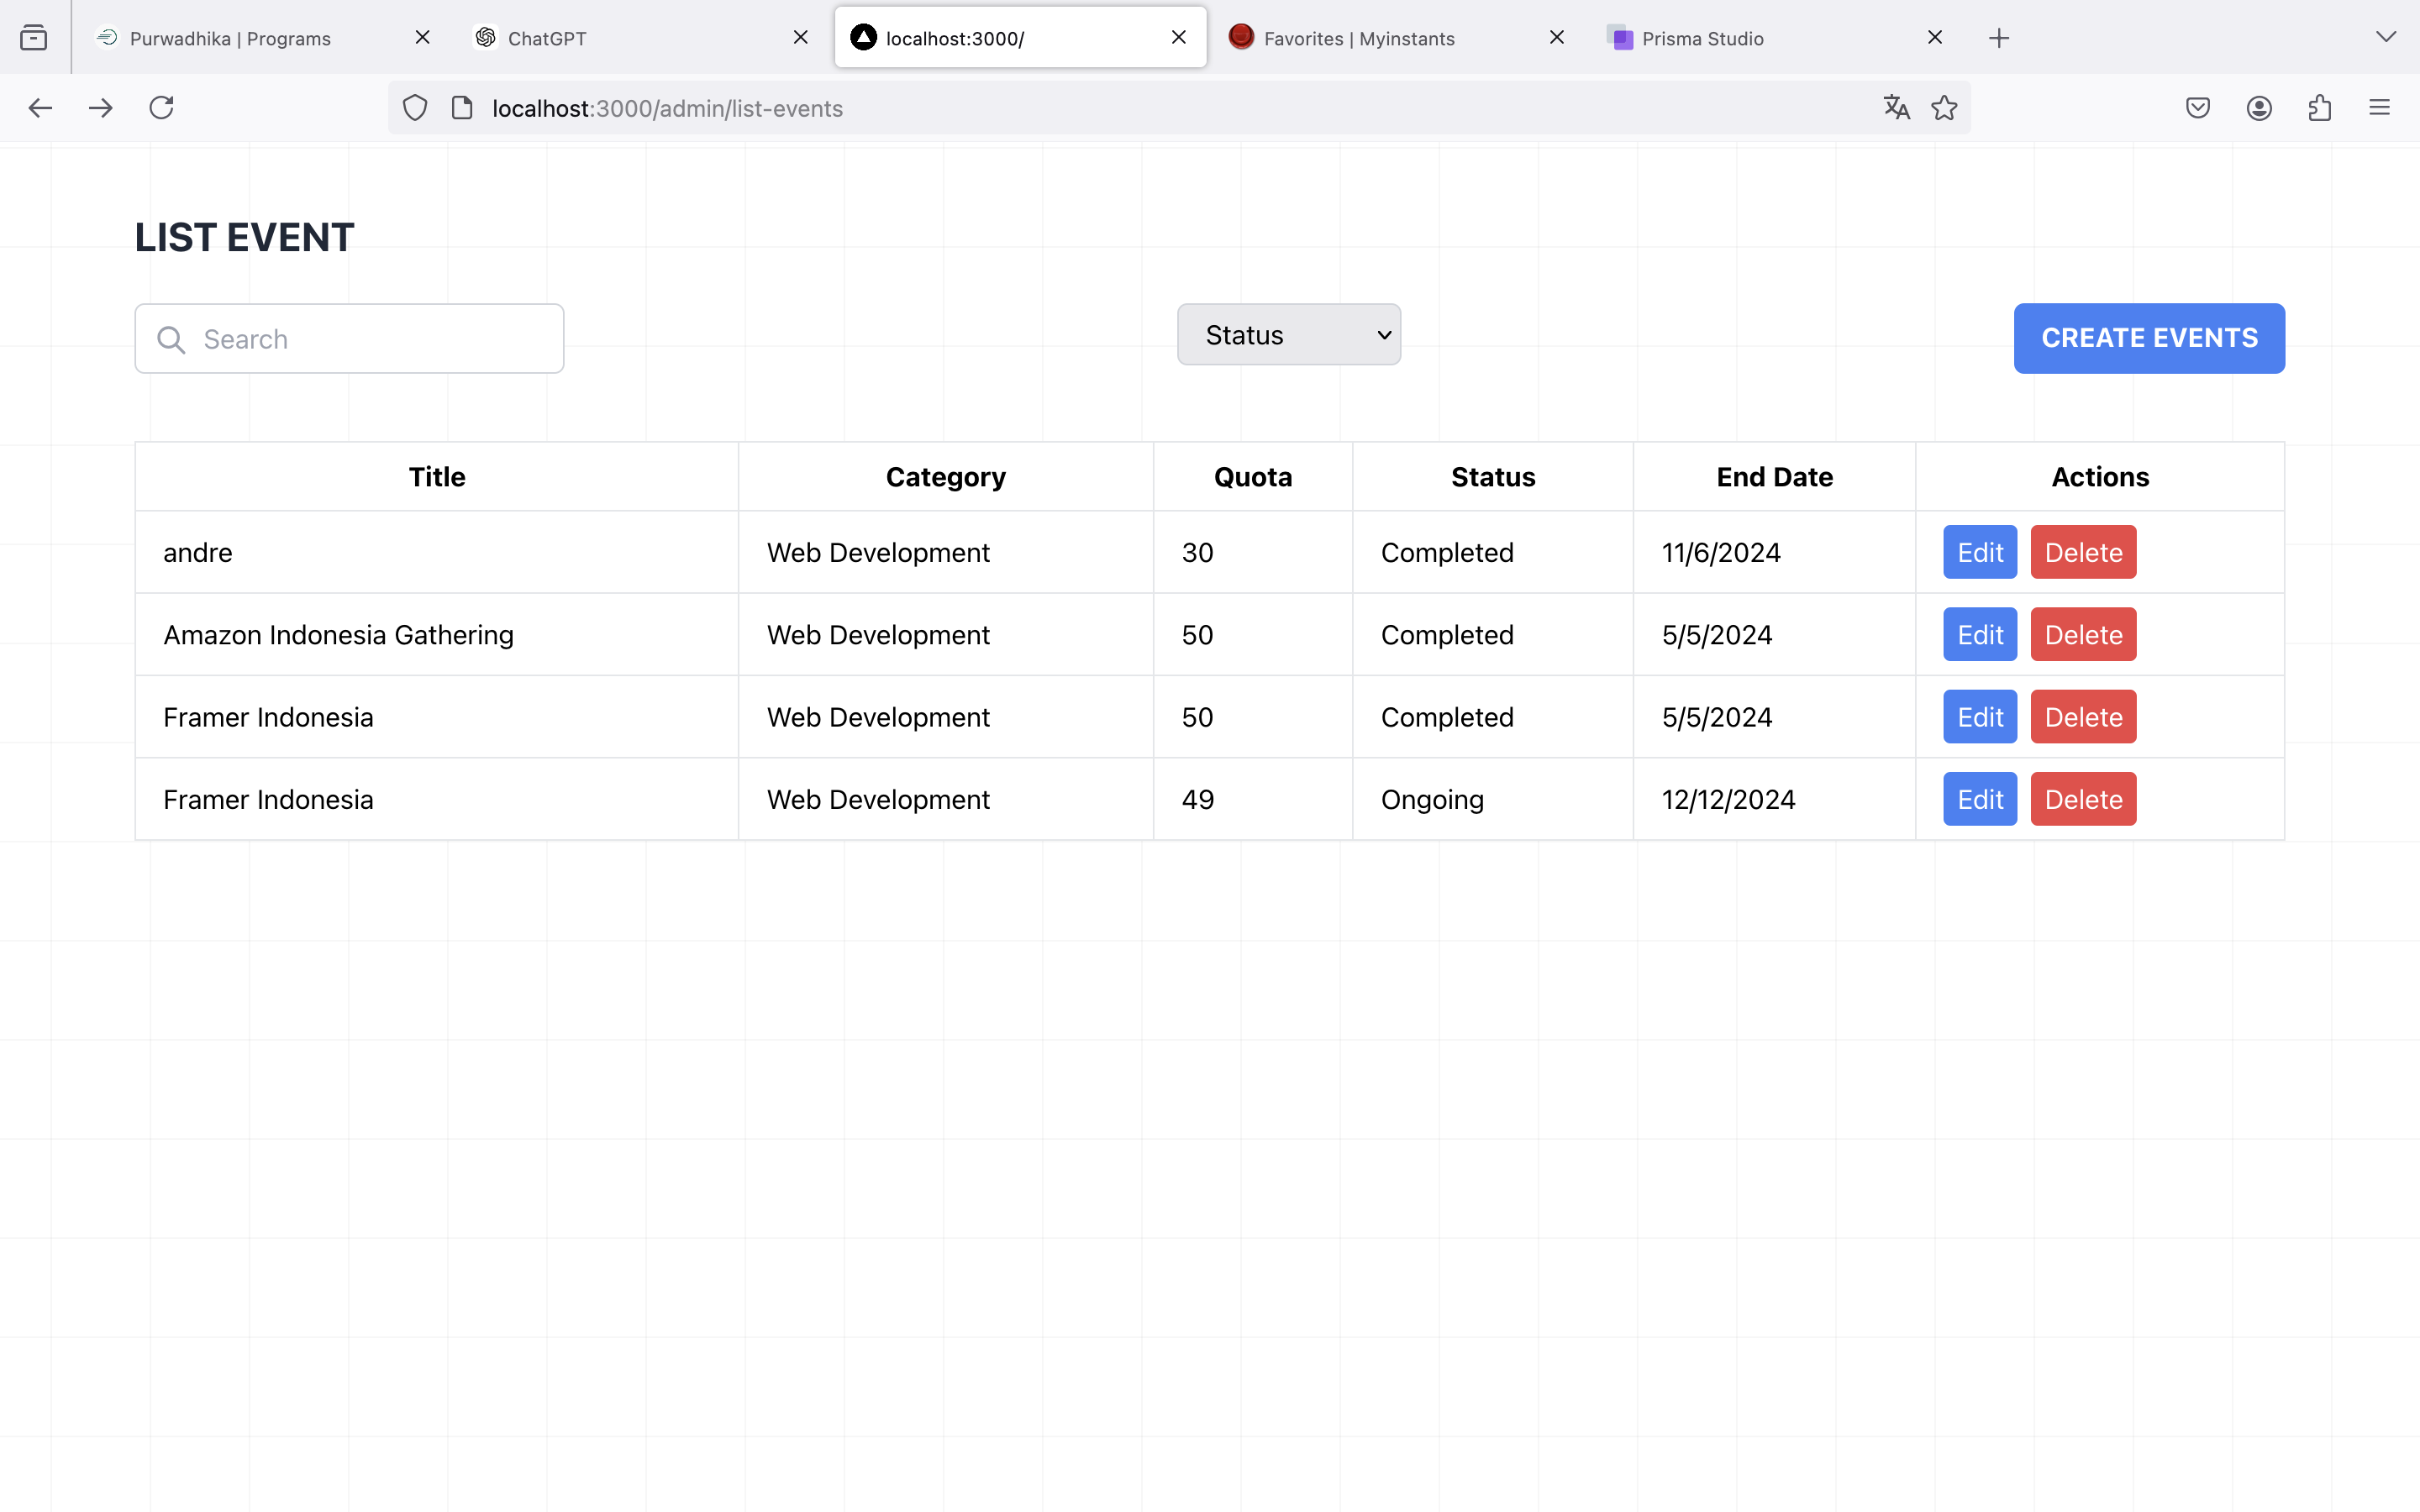 Purwadhika | Programs
ChatGPT
localhost:3000/
Favorites | Myinstants
Prisma Studio
localhost:3000/admin/list-events
LIST EVENT
Search
Status
CREATE EVENTS
Title Category Quota Status End Date Actions
andre Web Development 30 Completed 11/6/2024 Edit Delete
Amazon Indonesia Gathering Web Development 50 Completed 5/5/2024 Edit Delete
Framer Indonesia Web Development 50 Completed 5/5/2024 Edit Delete
Framer Indonesia Web Development 49 Ongoing 12/12/2024 Edit Delete